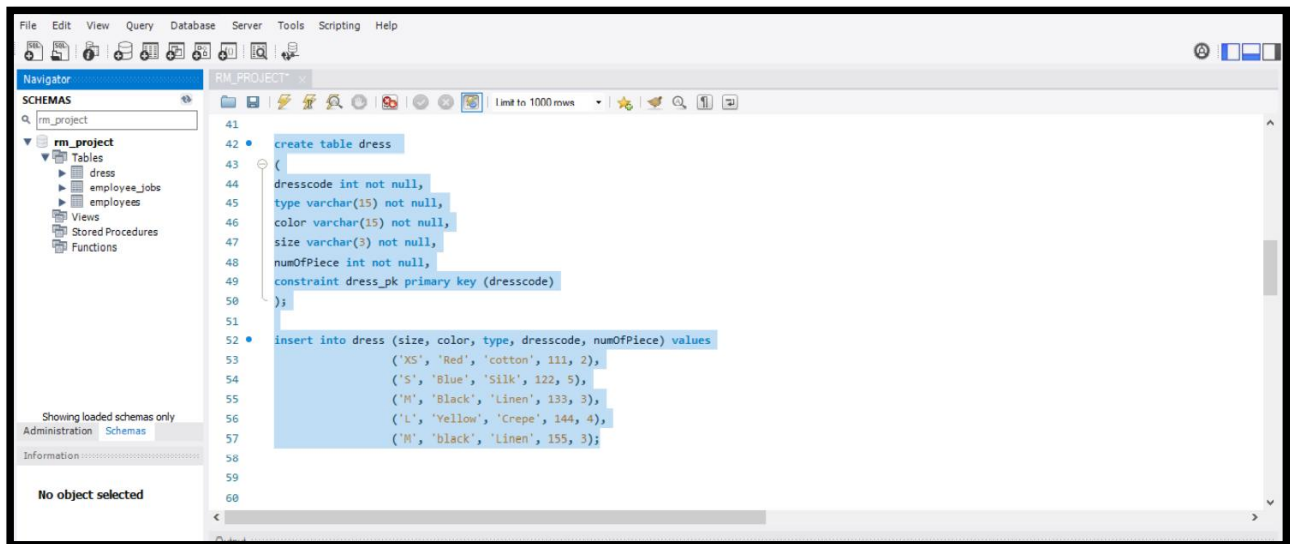 File Edit View Query Database Server Tools Scripting Help
Navigator
RM_PROJECT*
SCHEMAS
Limit to 1000 rows
rm_project
rm_project
Tables
dress
employee_jobs
employees
Views
Stored Procedures
Functions
41
42 create table dress
43 (
44 dresscode int not null,
45 type varchar(15) not null,
46 color varchar(15) not null,
47 size varchar(3) not null,
48 numOfPiece int not null,
49 constraint dress_pk primary key (dresscode)
50 );
51
52 insert into dress (size, color, type, dresscode, numOfPiece) values
53 ('XS', 'Red', 'cotton', 111, 2),
54 ('S', 'Blue', 'Silk', 122, 5),
55 ('M', 'Black', 'Linen', 133, 3),
56 ('L', 'Yellow', 'Crepe', 144, 4),
57 ('M', 'black', 'Linen', 155, 3);
58
59
60
Showing loaded schemas only
Administration Schemas
Information
No object selected
Output